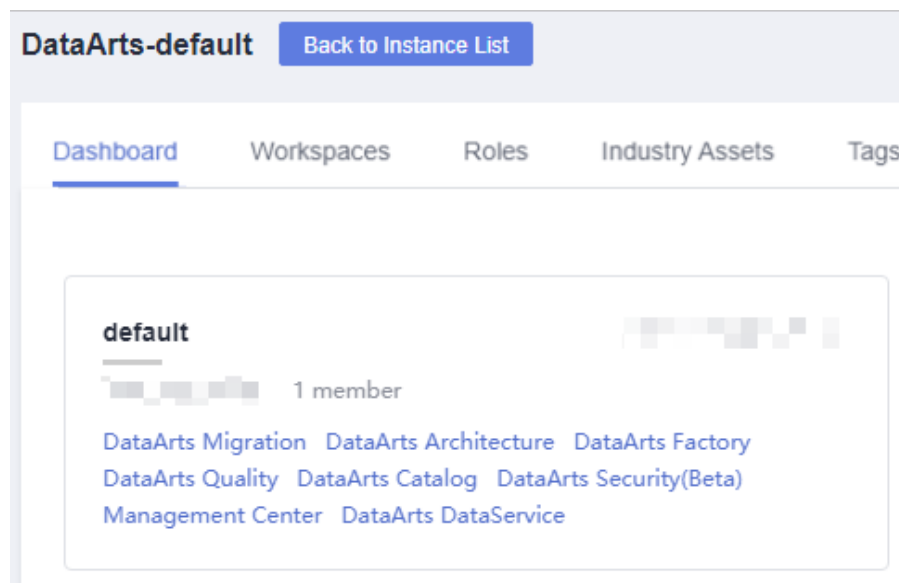 DataArts-default Back to Instance List
Dashboard Workspaces Roles Industry Assets Tags
default
1 member
DataArts Migration DataArts Architecture DataArts Factory
DataArts Quality DataArts Catalog DataArts Security(Beta)
Management Center DataArts DataService